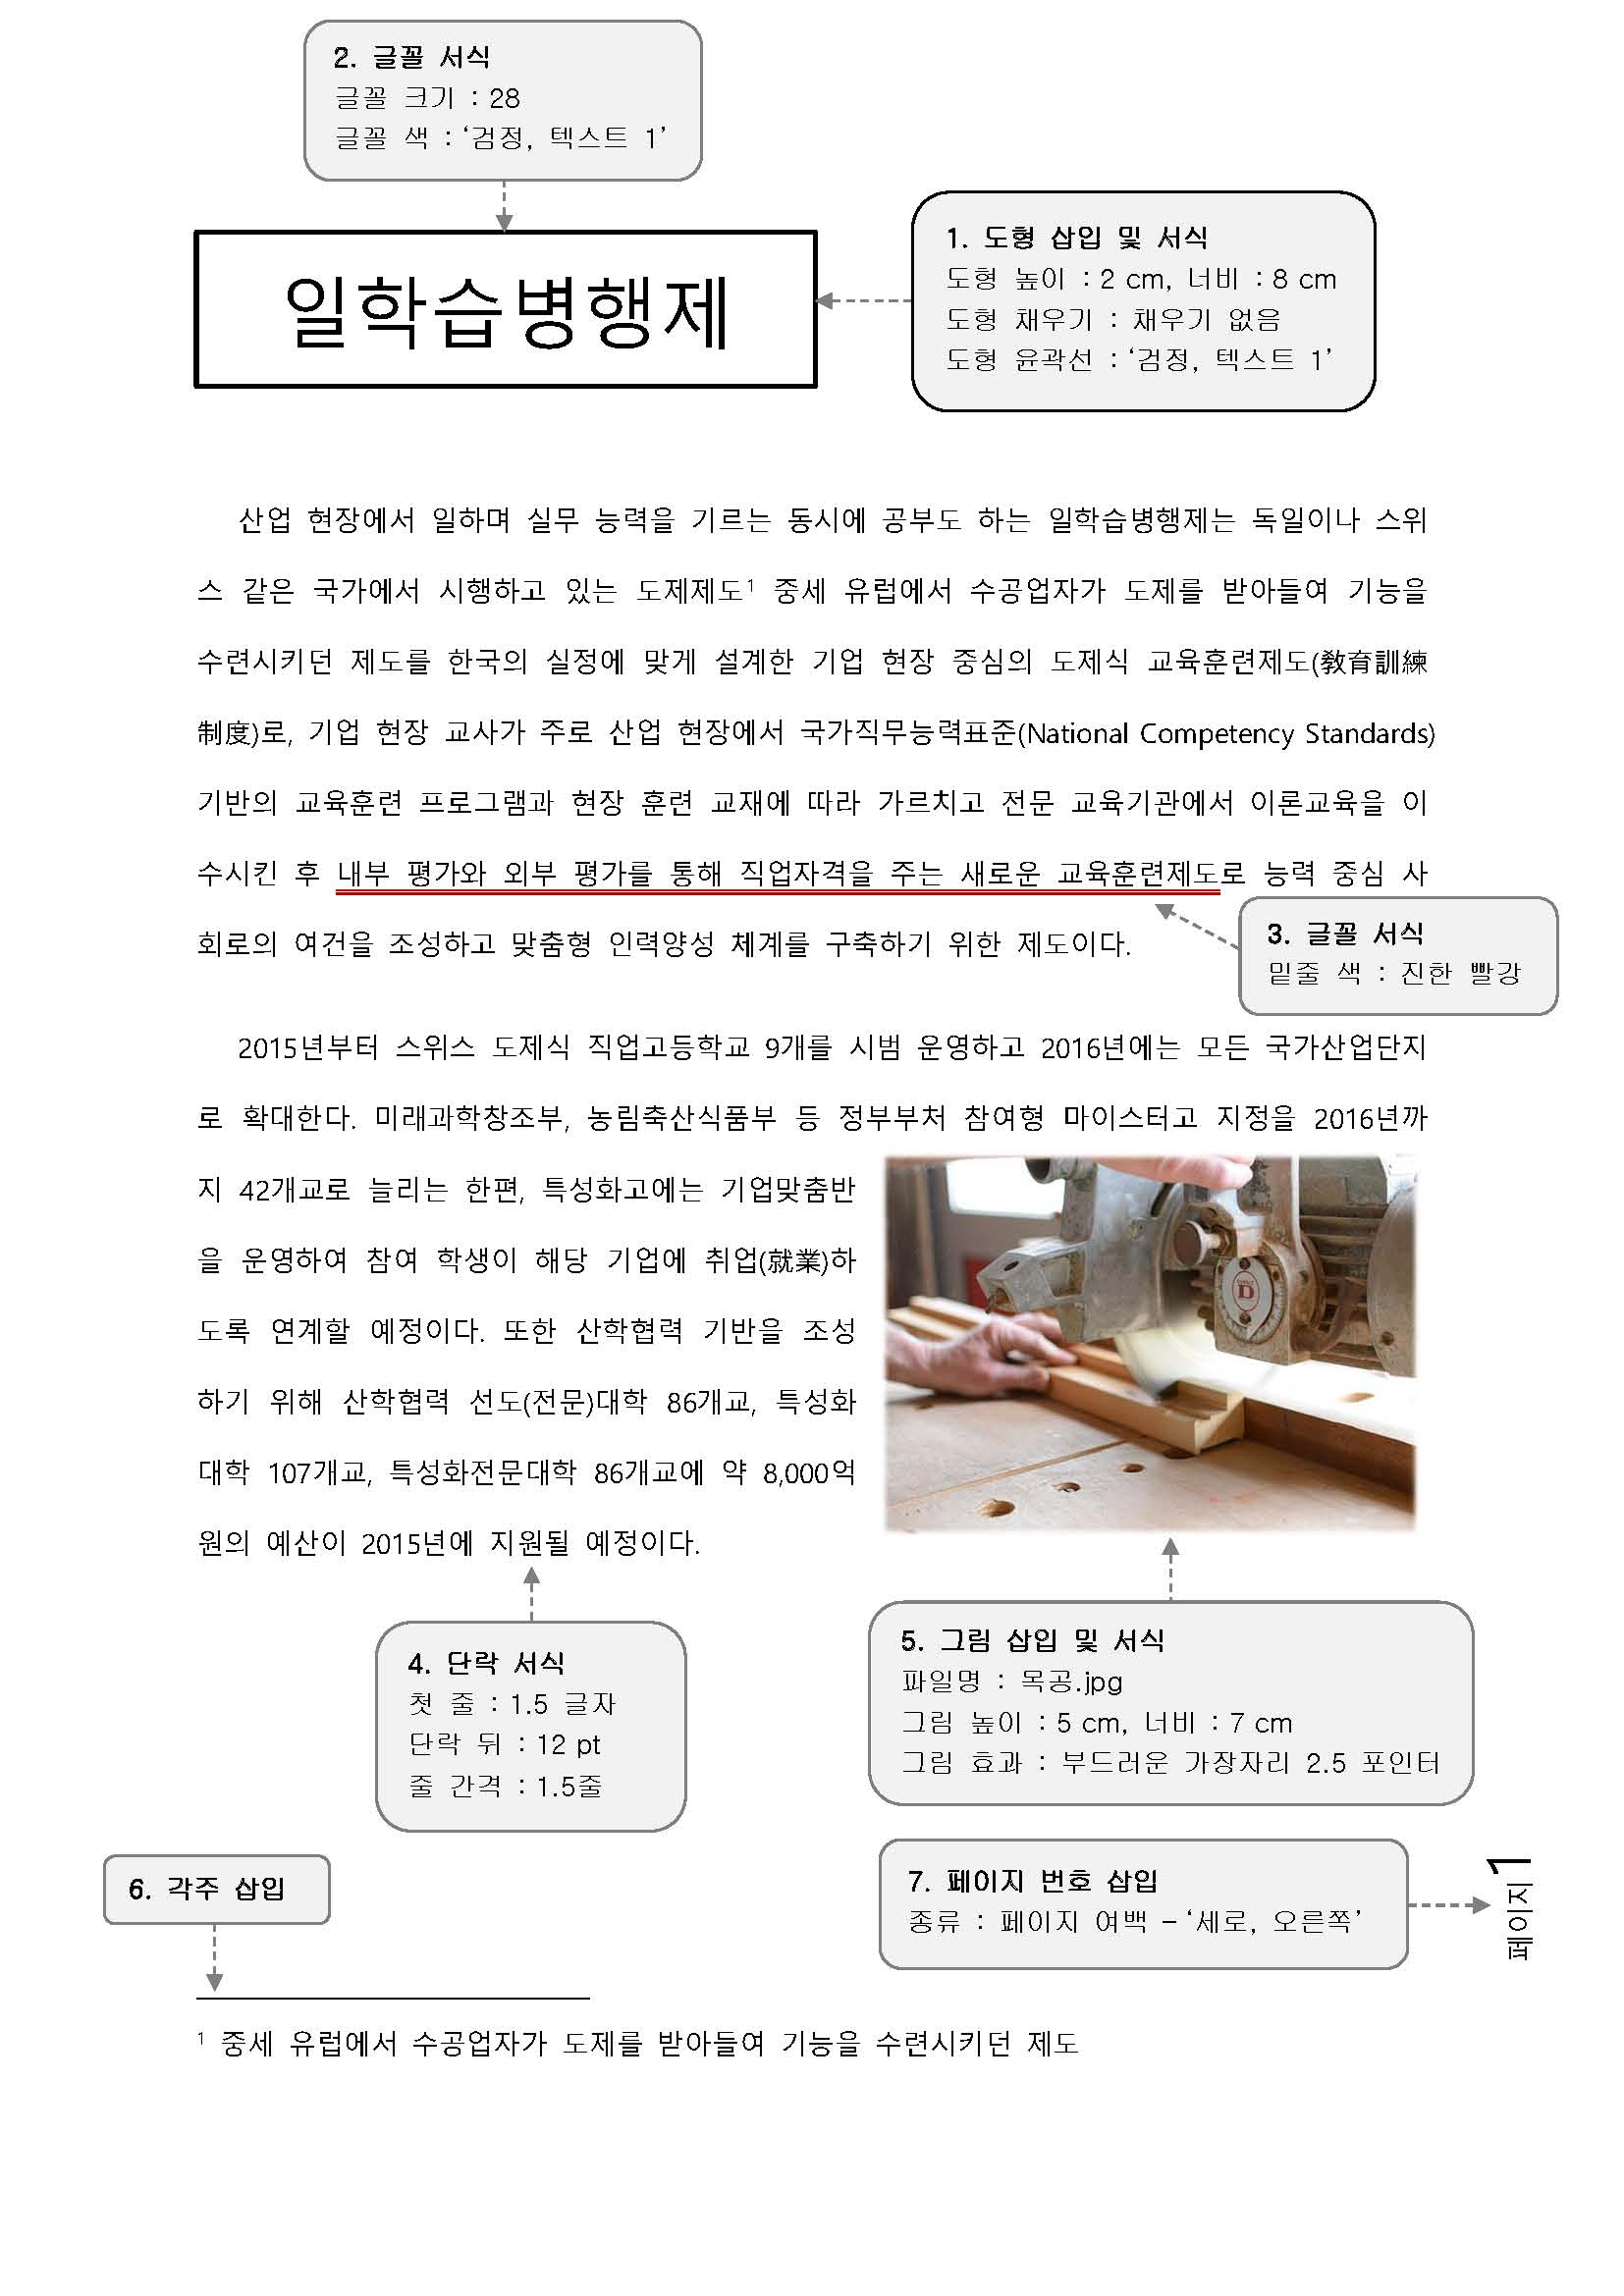 2. 글꼴 서식
글꼴 크기 : 28
글꼴 색 : ‘검정, 텍스트 1’
1. 도형 삽입 및 서식
도형 높이 : 2 cm, 너비 : 8 cm
도형 채우기 : 채우기 없음
도형 윤곽선 : ‘검정, 텍스트 1’
일학습병행제
산업 현장에서 일하며 실무 능력을 기르는 동시에 공부도 하는 일학습병행제는 독일이나 스위
스 같은 국가에서 시행하고 있는 도제제도¹ 중세 유럽에서 수공업자가 도제를 받아들여 기능을
수련시키던 제도를 한국의 실정에 맞게 설계한 기업 현장 중심의 도제식 교육훈련제도(敎育訓練
制度)로, 기업 현장 교사가 주로 산업 현장에서 국가직무능력표준(National Competency Standards)
기반의 교육훈련 프로그램과 현장 훈련 교재에 따라 가르치고 전문 교육기관에서 이론교육을 이
수시킨 후 내부 평가와 외부 평가를 통해 직업자격을 주는 새로운 교육훈련제도로 능력 중심 사
회로의 여건을 조성하고 맞춤형 인력양성 체계를 구축하기 위한 제도이다.
3. 글꼴 서식
밑줄 색 : 진한 빨강
2015년부터 스위스 도제식 직업고등학교 9개를 시범 운영하고 2016년에는 모든 국가산업단지
로 확대한다. 미래과학창조부, 농림축산식품부 등 정부부처 참여형 마이스터고 지정을 2016년까
지 42개교로 늘리는 한편, 특성화고에는 기업맞춤반
을 운영하여 참여 학생이 해당 기업에 취업(就業)하
도록 연계할 예정이다. 또한 산학협력 기반을 조성
하기 위해 산학협력 선도(전문)대학 86개교, 특성화
대학 107개교, 특성화전문대학 86개교에 약 8,000억
원의 예산이 2015년에 지원될 예정이다.
D
4. 단락 서식
첫 줄 : 1.5 글자
단락 뒤 : 12 pt
줄 간격 : 1.5줄
5. 그림 삽입 및 서식
파일명 : 목공.jpg
그림 높이 : 5 cm, 너비 : 7 cm
그림 효과 : 부드러운 가장자리 2.5 포인터
6. 각주 삽입
7. 페이지 번호 삽입
종류 : 페이지 여백 – ‘세로, 오른쪽’
페이지 1
¹ 중세 유럽에서 수공업자가 도제를 받아들여 기능을 수련시키던 제도